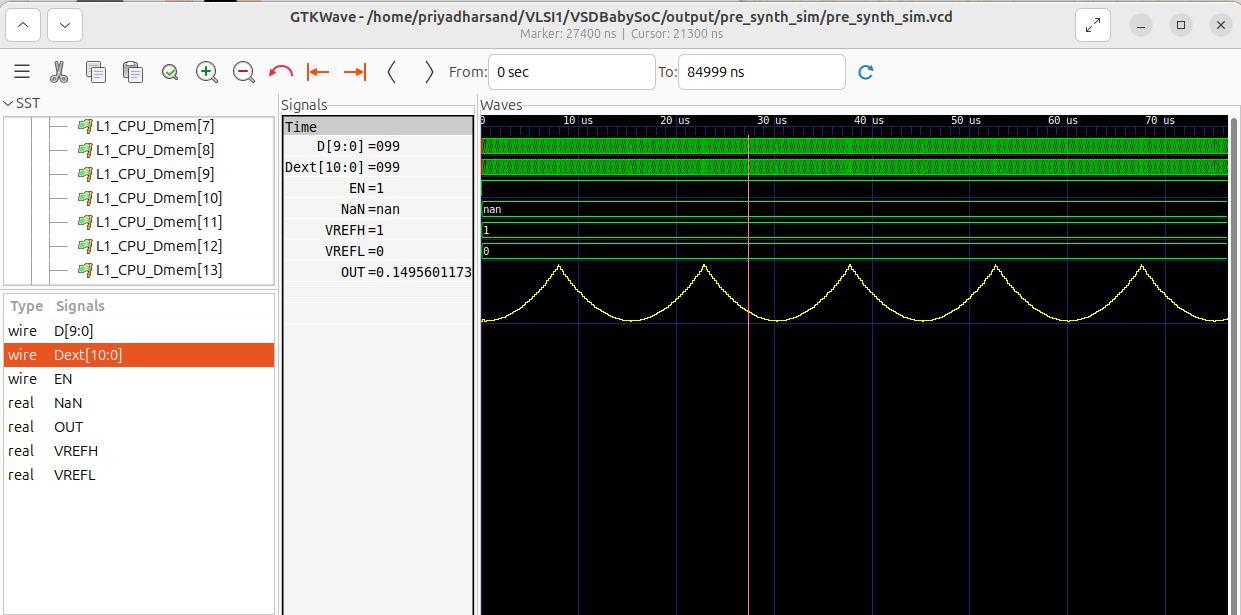 GTKWave - /home/priyadharsand/VLSI1/VSDBabySoC/output/pre_synth_sim/pre_synth_sim.vcd
Marker: 27400 ns | Cursor: 21300 ns
From: 0 sec To: 84999 ns
SST
L1_CPU_Dmem[7]
L1_CPU_Dmem[8]
L1_CPU_Dmem[9]
L1_CPU_Dmem[10]
L1_CPU_Dmem[11]
L1_CPU_Dmem[12]
L1_CPU_Dmem[13]
Type Signals
wire D[9:0]
wire Dext[10:0]
wire EN
real NaN
real OUT
real VREFH
real VREFL
Signals
Time
D[9:0] =099
Dext[10:0] =099
EN =1
NaN =nan
VREFH =1
VREFL =0
OUT =0.1495601173
Waves
0 10 us 20 us 30 us 40 us 50 us 60 us 70 us
nan
1
0